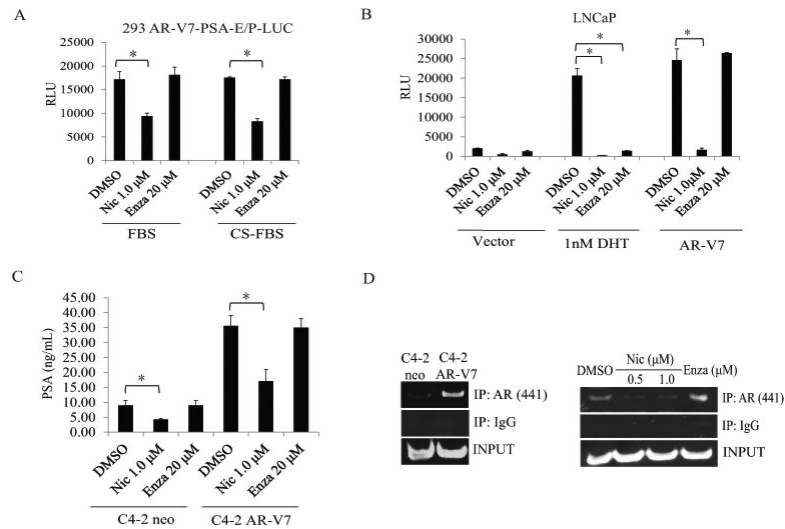 A
293 AR-V7-PSA-E/P-LUC
RLU
25000
20000
15000
10000
5000
0
*
*
DMSO
Nic 1.0 µM
Enza 20 µM
DMSO
Nic 1.0 µM
Enza 20 µM
FBS
CS-FBS
B
LNCaP
RLU
30000
25000
20000
15000
10000
5000
0
*
*
*
DMSO
Nic 1.0 µM
Enza 20 µM
DMSO
Nic 1.0 µM
Enza 20 µM
DMSO
Nic 1.0µM
Enza 20 µM
Vector
1nM DHT
AR-V7
C
PSA (ng/mL)
45.00
40.00
35.00
30.00
25.00
20.00
15.00
10.00
5.00
0.00
*
*
DMSO
Nic 1.0 µM
Enza 20 µM
DMSO
Nic 1.0 µM
Enza 20 µM
C4-2 neo
C4-2 AR-V7
D
C4-2 neo
C4-2 AR-V7
IP: AR (441)
IP: IgG
INPUT
DMSO
Nic (µM)
0.5 1.0
Enza (µM)
IP: AR (441)
IP: IgG
INPUT